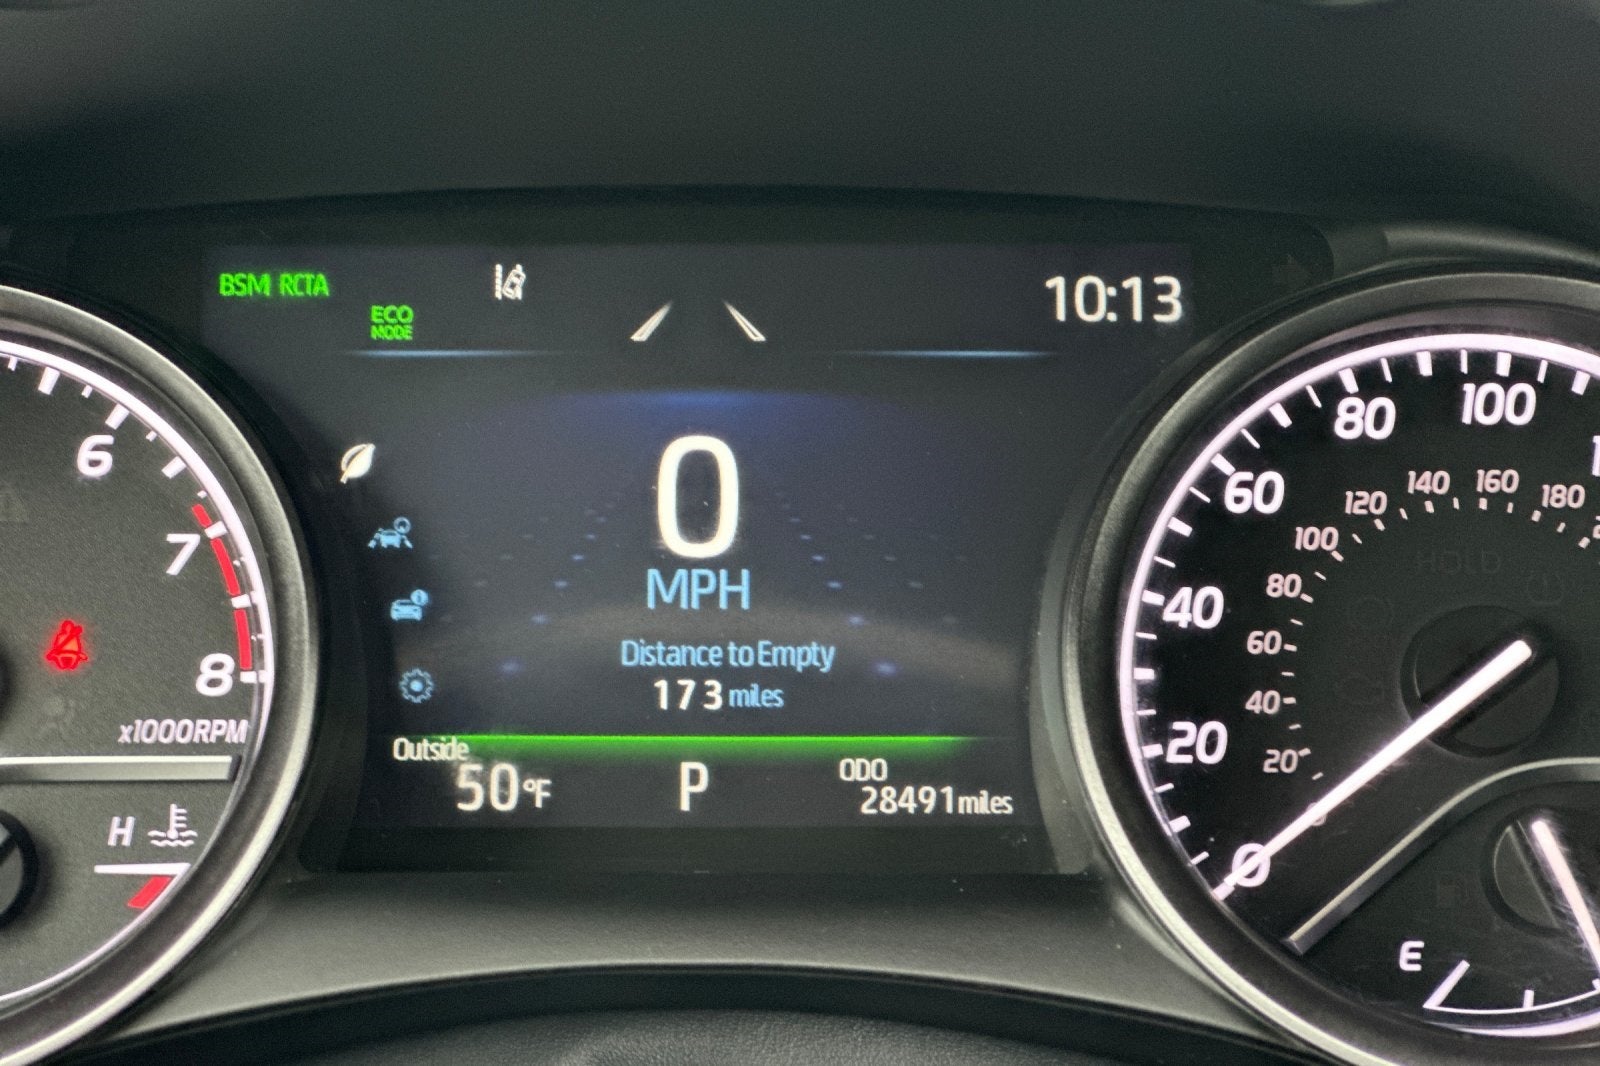 BSM RCTA
ECO
MODE
10:13
6
7
8
x1000RPM
H
0
MPH
Distance to Empty
173 miles
Outside
50°F
P
ODO
28491 miles
0
20
40
60
80
100
20
40
60
80
100
120
140
160
180
HOLD
E